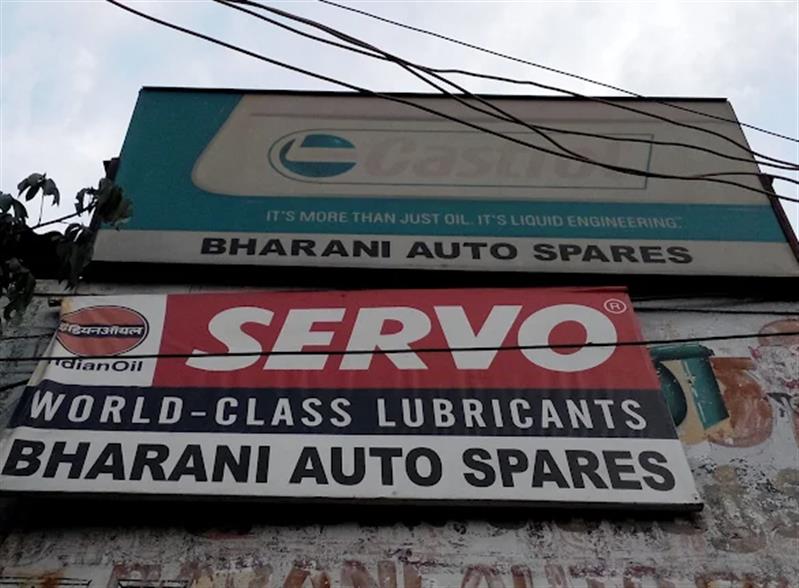 Castrol
IT'S MORE THAN JUST OIL. IT'S LIQUID ENGINEERING.™
BHARANI AUTO SPARES
इंडियनऑयल
IndianOil
SERVO®
WORLD-CLASS LUBRICANTS
BHARANI AUTO SPARES